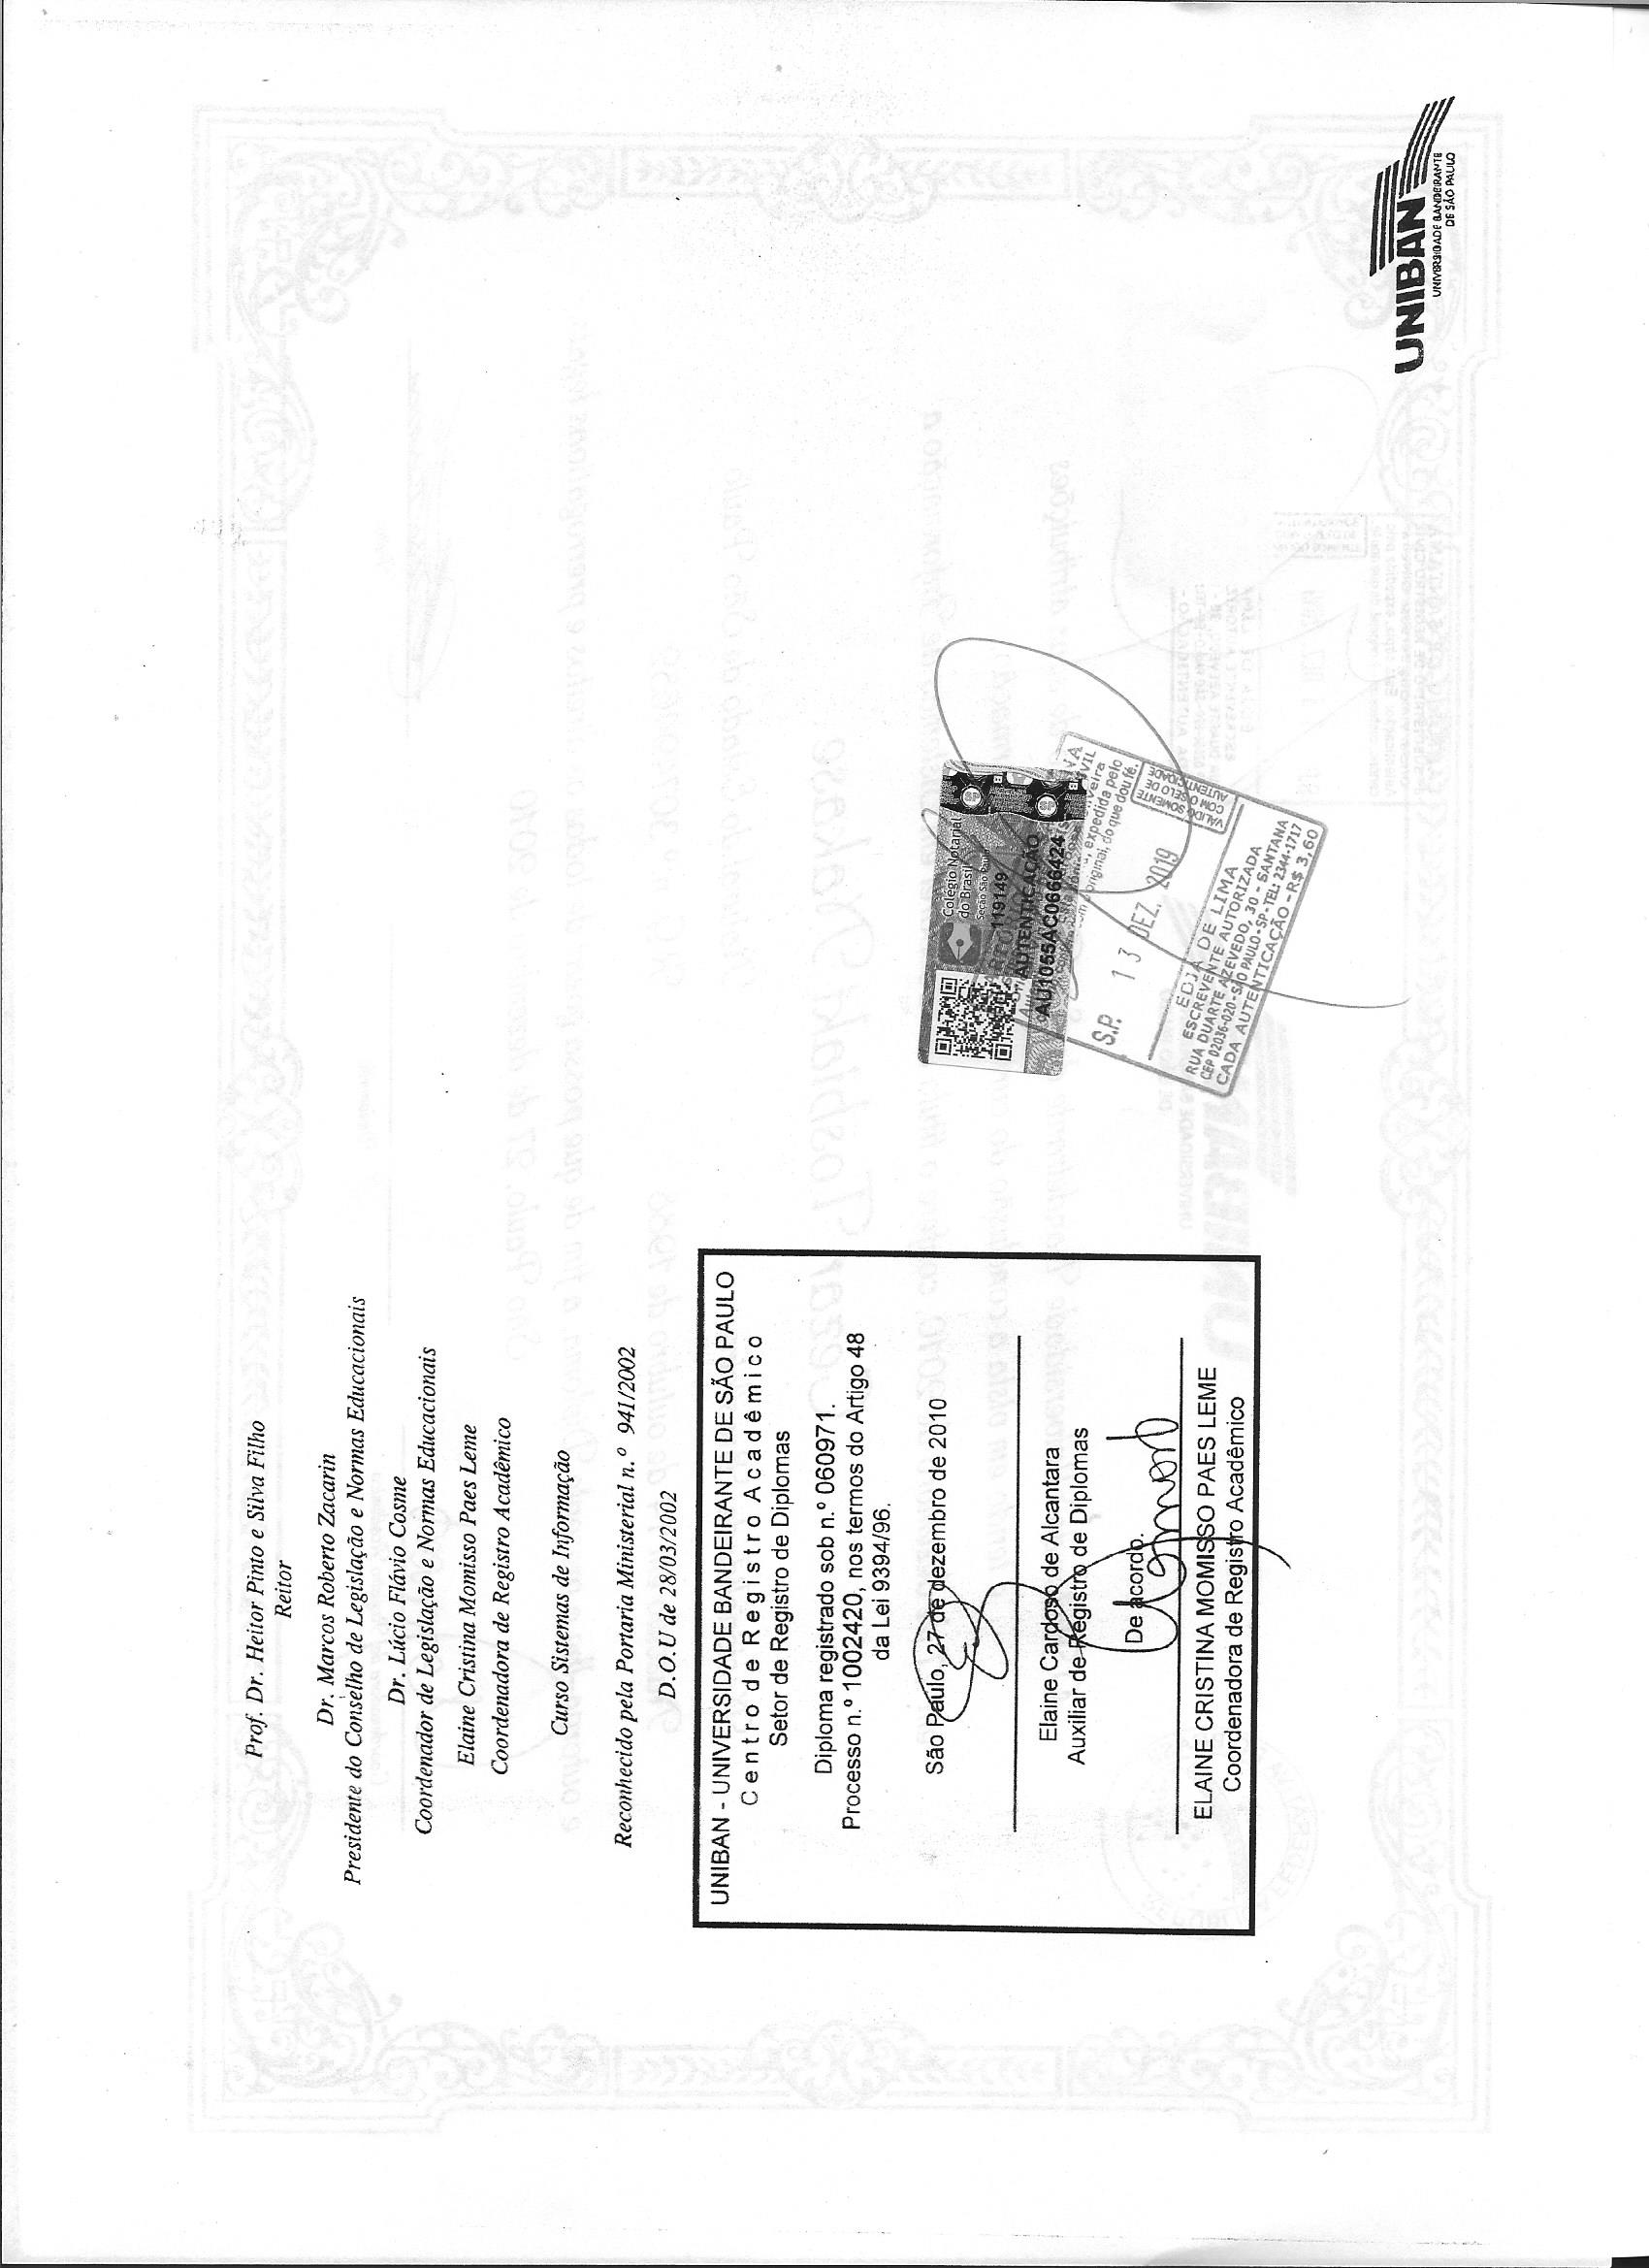 Prof. Dr. Heitor Pinto e Silva Filho
Reitor
Dr. Marcos Roberto Zacarin
Presidente do Conselho de Legislação e Normas Educacionais
Dr. Lúcio Flávio Cosme
Coordenador de Legislação e Normas Educacionais
Elaine Cristina Momisso Paes Leme
Coordenadora de Registro Acadêmico
Curso Sistemas de Informação
Reconhecido pela Portaria Ministerial n.º 941/2002
D.O.U de 28/03/2002
UNIBAN - UNIVERSIDADE BANDEIRANTE DE SÃO PAULO
Centro de Registro Acadêmico
Setor de Registro de Diplomas
Diploma registrado sob n.º 060971.
Processo n.º 1002420, nos termos do Artigo 48
da Lei 9394/96.
São Paulo, 27 de dezembro de 2010
Elaine Cardoso de Alcantara
Auxiliar de Registro de Diplomas
De acordo.
ELAINE CRISTINA MOMISSO PAES LEME
Coordenadora de Registro Acadêmico
Colégio Notarial
do Brasil
119149
AUTENTICAÇÃO
AU1055AC0666424
expedida pelo
original, do que dou fé.
S.P. 13 DEZ. 2019
VALIDO SOMENTE
COM O SELO DE
AUTENTICIDADE
EDJA DE LIMA
ESCREVENTE AUTORIZADA
RUA DUARTE AZEVEDO, 30 - SANTANA
CEP 02036-020 - SÃO PAULO - SP - TEL: 2344-1717
CADA AUTENTICAÇÃO - R$ 3,60
UNIBAN
UNIVERSIDADE BANDEIRANTE
DE SÃO PAULO